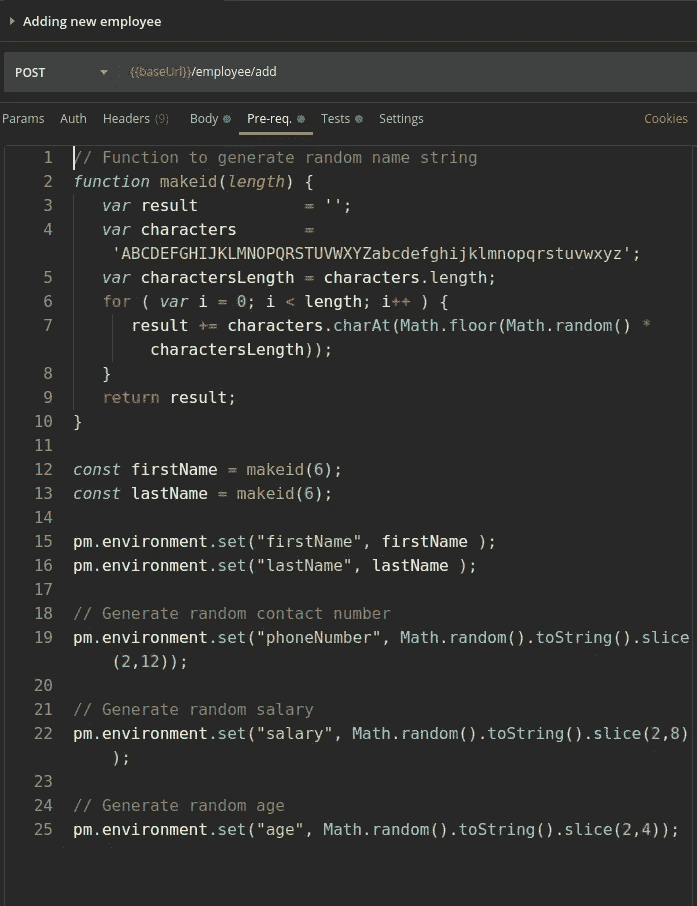 Adding new employee
POST {{baseUrl}}/employee/add
Params Auth Headers (9) Body Pre-req. Tests Settings Cookies
1 // Function to generate random name string
2 function makeid(length) {
3 var result = '';
4 var characters =
'ABCDEFGHIJKLMNOPQRSTUVWXYZabcdefghijklmnopqrstuvwxyz';
5 var charactersLength = characters.length;
6 for ( var i = 0; i < length; i++ ) {
7 result += characters.charAt(Math.floor(Math.random() *
charactersLength));
8 }
9 return result;
10 }
11
12 const firstName = makeid(6);
13 const lastName = makeid(6);
14
15 pm.environment.set("firstName", firstName );
16 pm.environment.set("lastName", lastName );
17
18 // Generate random contact number
19 pm.environment.set("phoneNumber", Math.random().toString().slice
(2,12));
20
21 // Generate random salary
22 pm.environment.set("salary", Math.random().toString().slice(2,8)
);
23
24 // Generate random age
25 pm.environment.set("age", Math.random().toString().slice(2,4));